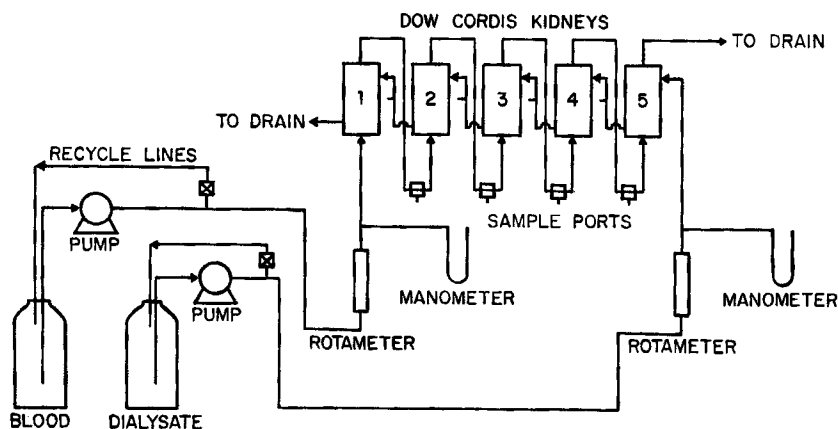 DOW CORDIS KIDNEYS
TO DRAIN
1 2 3 4 5
TO DRAIN
RECYCLE LINES
PUMP
SAMPLE PORTS
PUMP
MANOMETER
MANOMETER
ROTAMETER
ROTAMETER
BLOOD
DIALYSATE